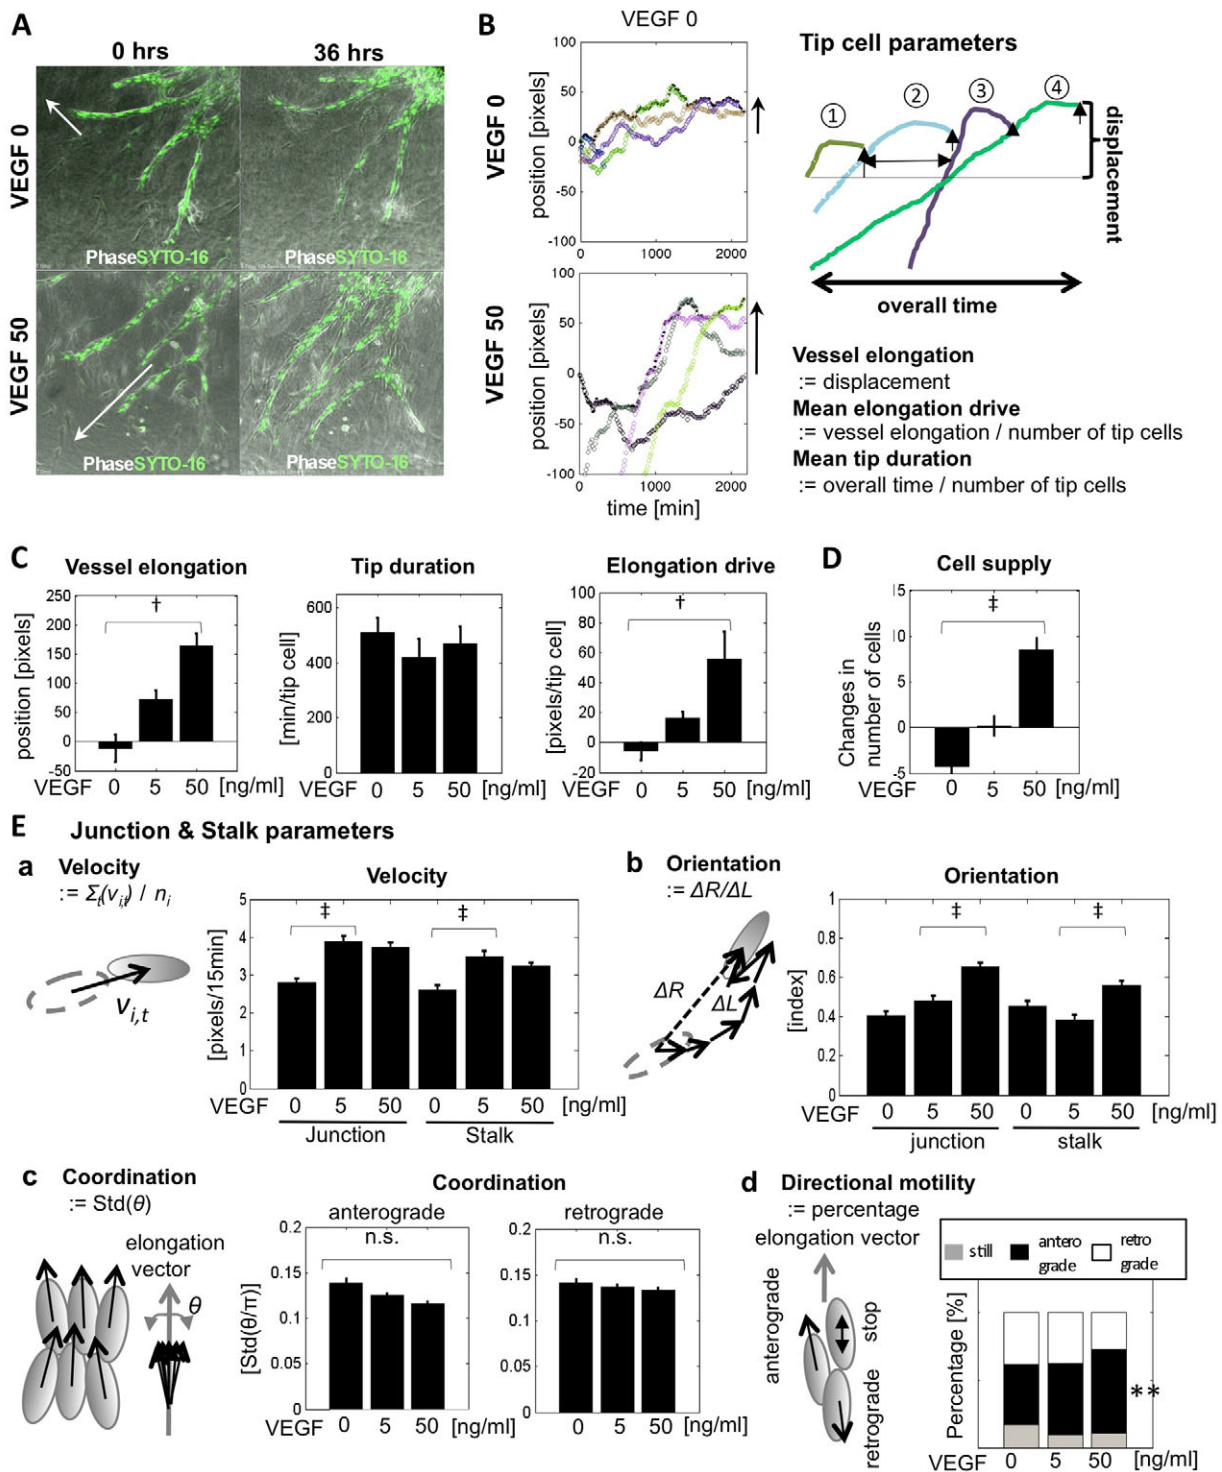 A
0 hrs
36 hrs
VEGF 0
PhaseSYTO-16
PhaseSYTO-16
VEGF 50
PhaseSYTO-16
PhaseSYTO-16
B
VEGF 0
VEGF 0
position [pixels]
100
50
0
-50
-100
0
1000
2000
VEGF 50
position [pixels]
100
50
0
-50
-100
0
1000
2000
time [min]
Tip cell parameters
①
②
③
④
displacement
overall time
Vessel elongation
:= displacement
Mean elongation drive
:= vessel elongation / number of tip cells
Mean tip duration
:= overall time / number of tip cells
C
Vessel elongation
position [pixels]
250
200
150
100
50
0
-50
†
VEGF 0 5 50 [ng/ml]
Tip duration
[min/tip cell]
600
400
200
0
VEGF 0 5 50 [ng/ml]
Elongation drive
[pixels/tip cell]
100
80
60
40
20
0
-20
†
VEGF 0 5 50 [ng/ml]
D
Cell supply
Changes in
number of cells
15
10
5
0
-5
‡
VEGF 0 5 50 [ng/ml]
E Junction & Stalk parameters
a Velocity
:= Σt(vi,t) / ni
vi,t
Velocity
[pixels/15min]
5
4
3
2
1
0
‡
‡
VEGF 0 5 50 0 5 50 [ng/ml]
Junction Stalk
b Orientation
:= ΔR/ΔL
ΔR
ΔL
Orientation
[index]
1
0.8
0.6
0.4
0.2
0
‡
‡
VEGF 0 5 50 0 5 50 [ng/ml]
junction stalk
c Coordination
:= Std(θ)
elongation
vector
θ
Coordination
anterograde
n.s.
[Std(θ/π)]
0.2
0.15
0.1
0.05
0
VEGF 0 5 50 [ng/ml]
retrograde
n.s.
0.2
0.15
0.1
0.05
0
0 5 50 [ng/ml]
d Directional motility
:= percentage
elongation vector
anterograde
stop
retrograde
still
antero
grade
retro
grade
Percentage [%]
**
VEGF 0 5 50 [ng/ml]